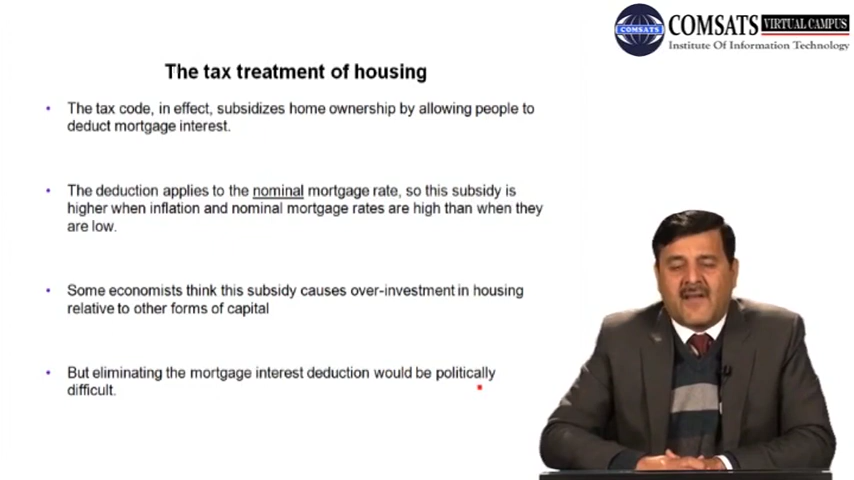 COMSATS VIRTUAL CAMPUS
COMSATS
Institute Of Information Technology
The tax treatment of housing
• The tax code, in effect, subsidizes home ownership by allowing people to
deduct mortgage interest.
• The deduction applies to the nominal mortgage rate, so this subsidy is
higher when inflation and nominal mortgage rates are high than when they
are low.
• Some economists think this subsidy causes over-investment in housing
relative to other forms of capital
• But eliminating the mortgage interest deduction would be politically
difficult.